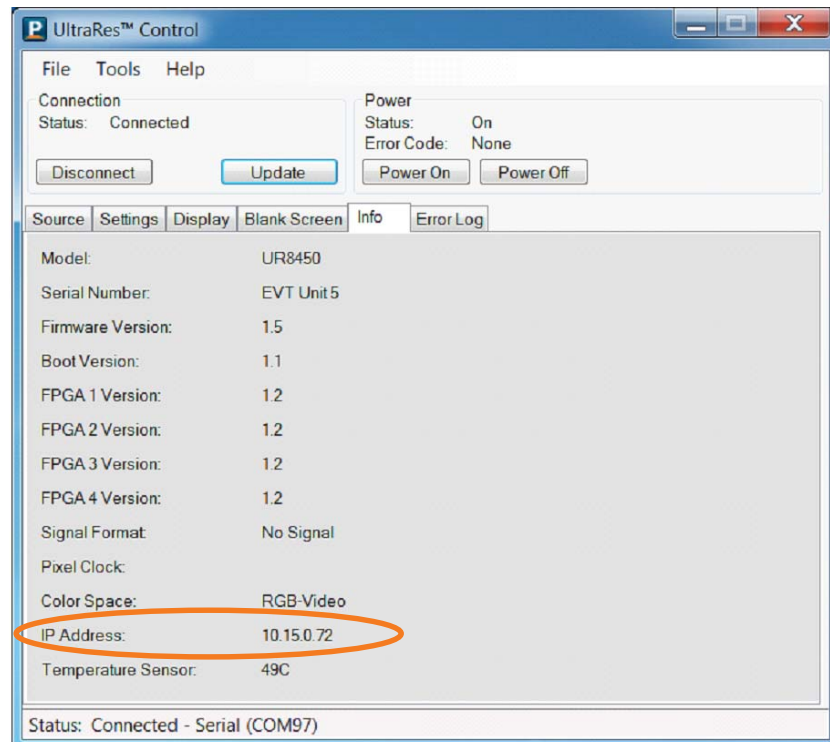 P UltraRes™ Control
File Tools Help
Connection
Status: Connected
Disconnect Update
Power
Status: On
Error Code: None
Power On Power Off
Source Settings Display Blank Screen Info Error Log
Model: UR8450
Serial Number: EVT Unit 5
Firmware Version: 1.5
Boot Version: 1.1
FPGA 1 Version: 1.2
FPGA 2 Version: 1.2
FPGA 3 Version: 1.2
FPGA 4 Version: 1.2
Signal Format: No Signal
Pixel Clock:
Color Space: RGB-Video
IP Address: 10.15.0.72
Temperature Sensor: 49C
Status: Connected - Serial (COM97)